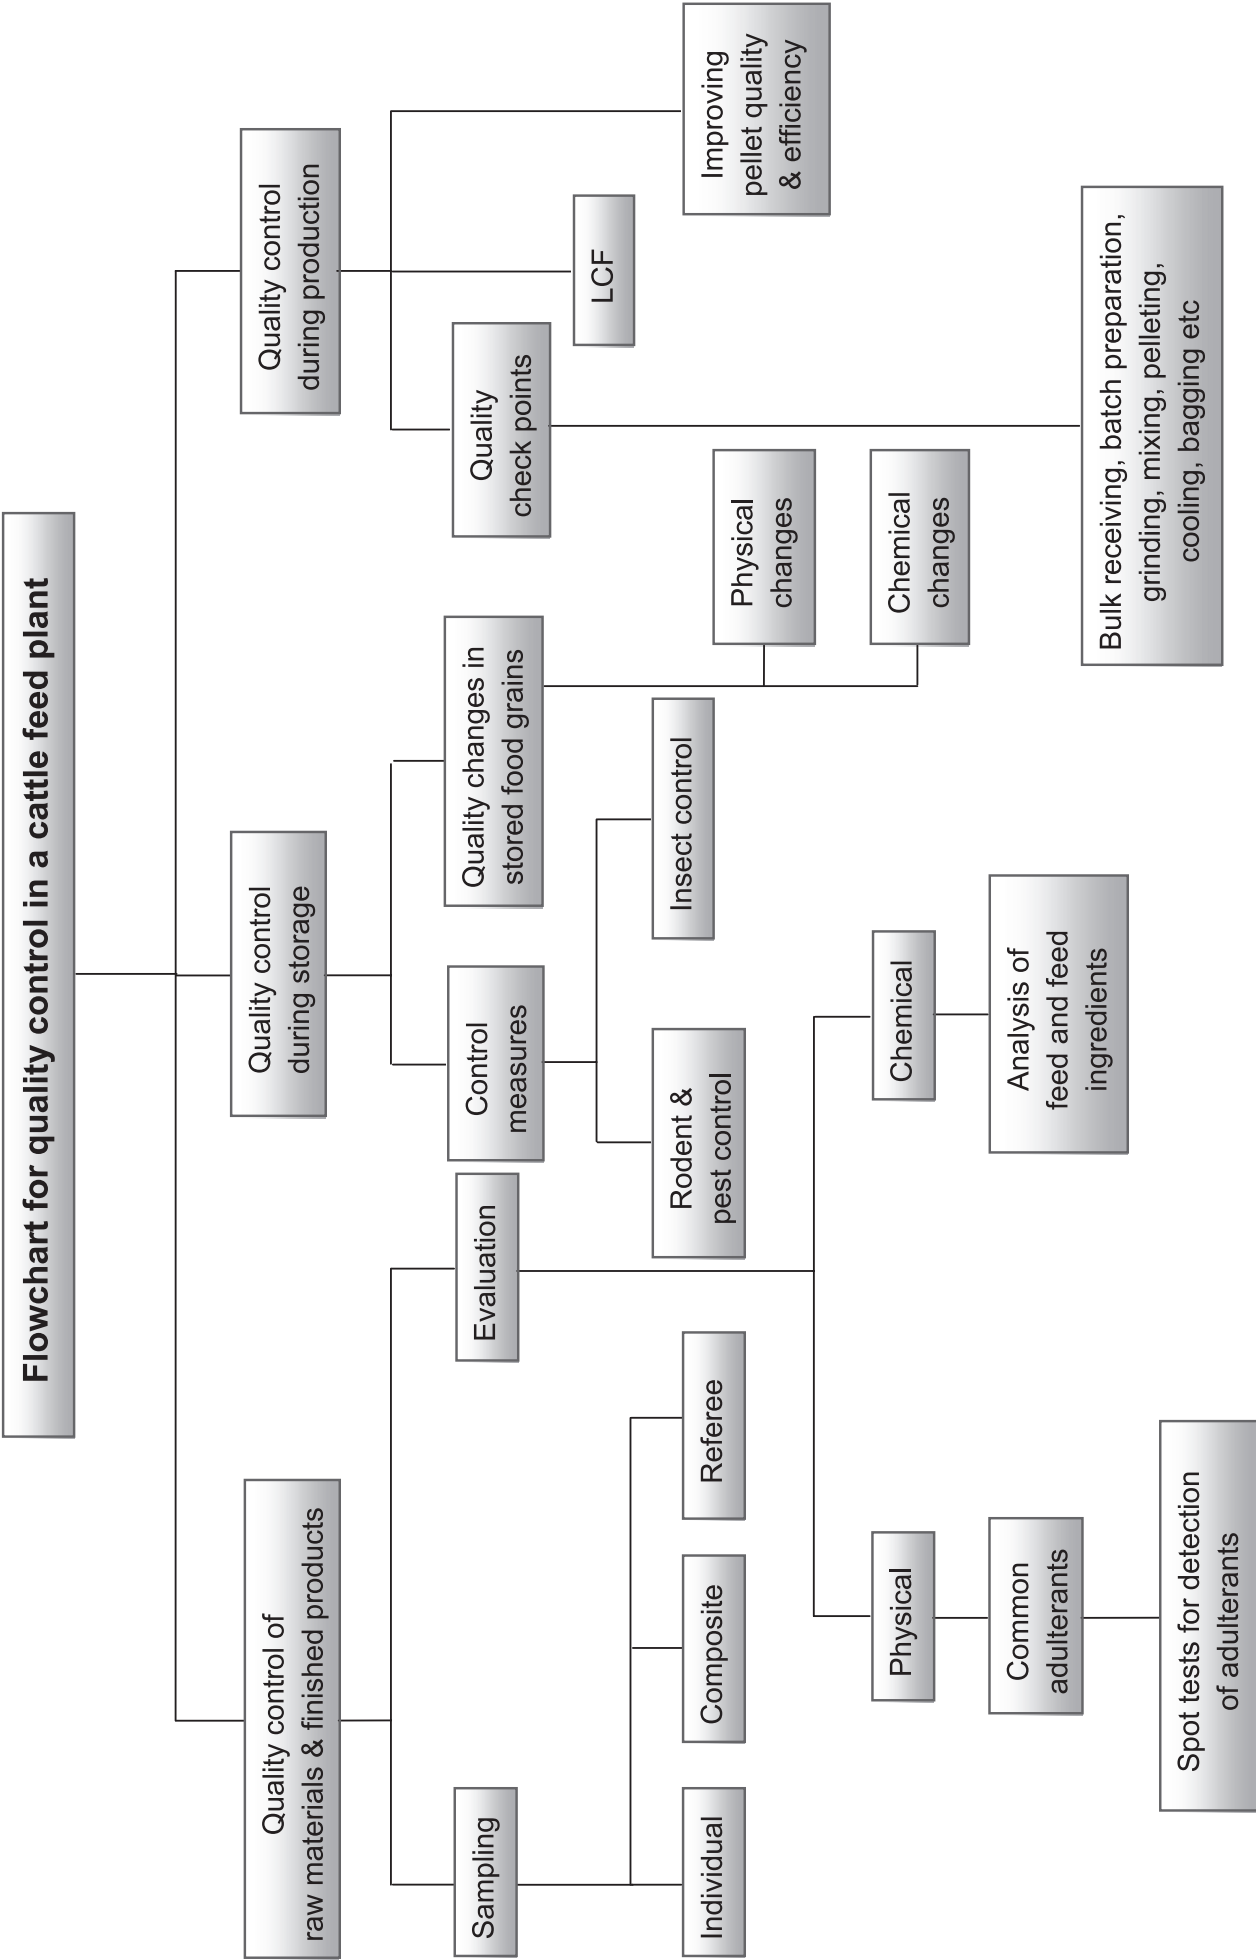 Flowchart for quality control in a cattle feed plant
Quality control of
raw materials & finished products
Quality control
during storage
Quality control
during production
Sampling
Evaluation
Control
measures
Quality changes in
stored food grains
Quality
check points
LCF
Improving
pellet quality
& efficiency
Individual
Composite
Referee
Rodent &
pest control
Insect control
Physical
changes
Chemical
changes
Physical
Chemical
Common
adulterants
Analysis of
feed and feed
ingredients
Bulk receiving, batch preparation,
grinding, mixing, pelleting,
cooling, bagging etc
Spot tests for detection
of adulterants